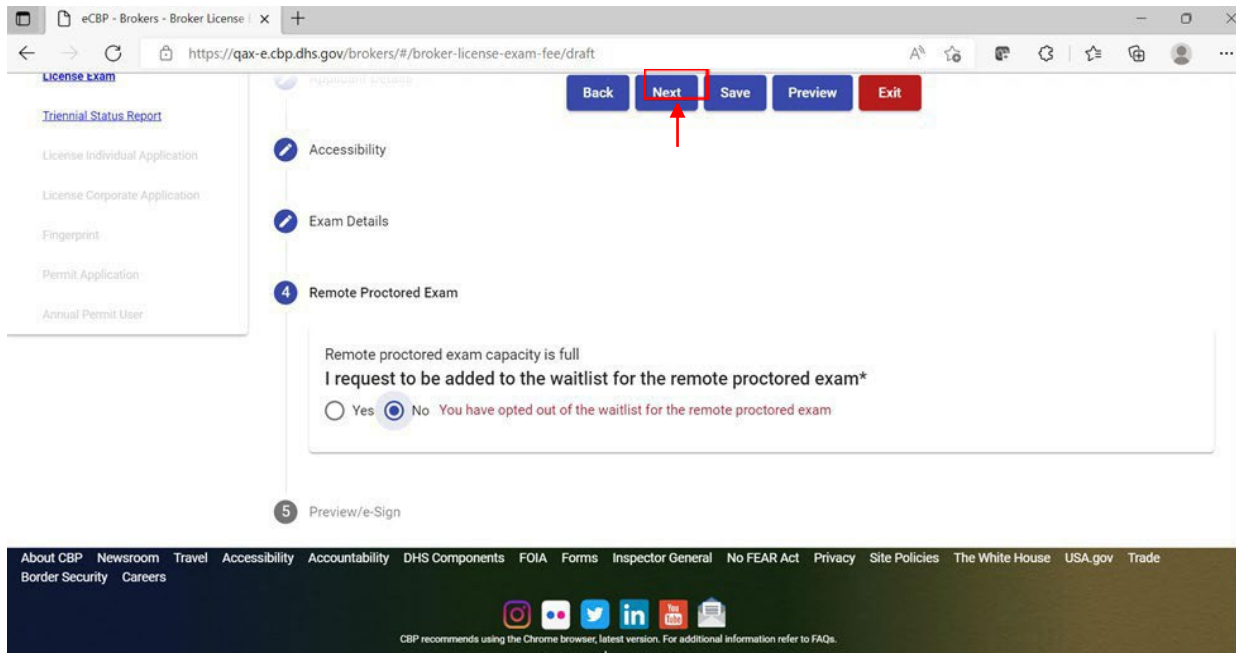 eCBP - Brokers - Broker License
https://qax-e.cbp.dhs.gov/brokers/#/broker-license-exam-fee/draft
License Exam
Triennial Status Report
License Individual Application
License Corporate Application
Fingerprint
Permit Application
Annual Permit User
Applicant Details
Back Next Save Preview Exit
Accessibility
Exam Details
4 Remote Proctored Exam
Remote proctored exam capacity is full
I request to be added to the waitlist for the remote proctored exam*
Yes No You have opted out of the waitlist for the remote proctored exam
5 Preview/e-Sign
About CBP Newsroom Travel Accessibility Accountability DHS Components FOIA Forms Inspector General No FEAR Act Privacy Site Policies The White House USA.gov Trade
Border Security Careers
in You Tube
CBP recommends using the Chrome browser, latest version. For additional information refer to FAQs.